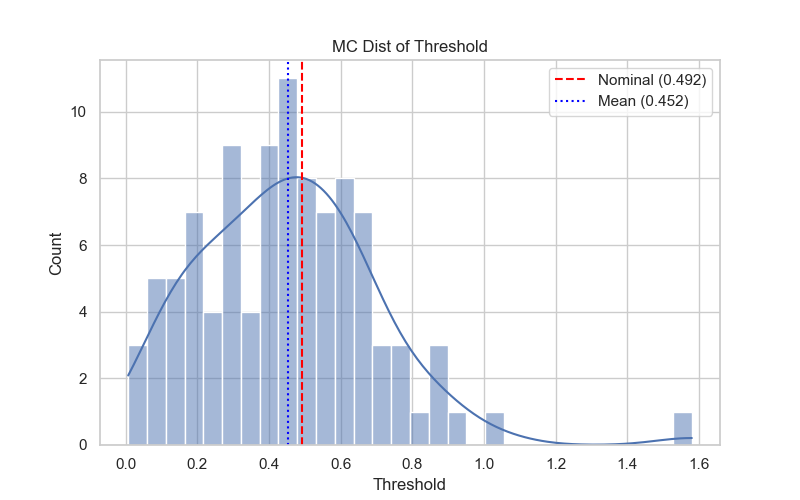 MC Dist of Threshold
Nominal (0.492)
Mean (0.452)
Count
10
8
6
4
2
0
0.0 0.2 0.4 0.6 0.8 1.0 1.2 1.4 1.6
Threshold